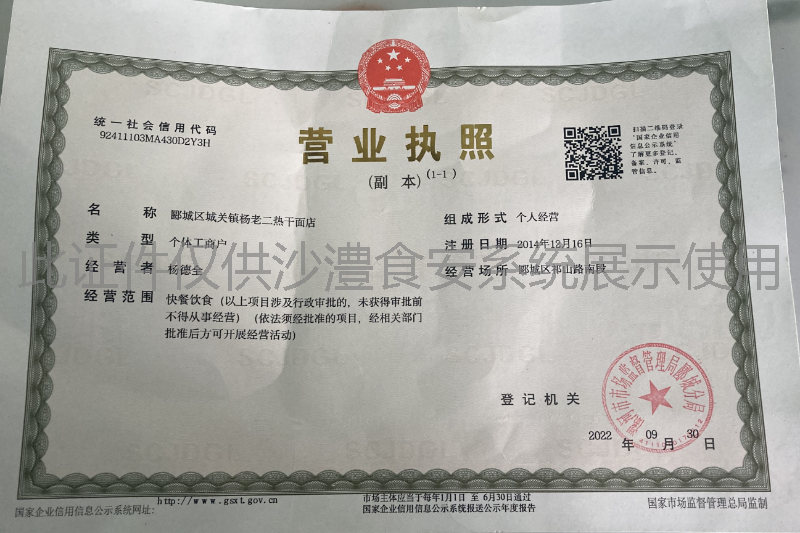 统一社会信用代码
92411103MA430D2Y3H
营业执照
(副 本) (1-1)
扫描二维码登录
“国家企业信用
信息公示系统”
了解更多登记、
备案、许可、监
管信息。
名 称 郾城区城关镇杨老二热干面店
类 型 个体工商户
经营者 杨德全
经营范围 快餐饮食（以上项目涉及行政审批的，未获得审批前
不得从事经营）（依法须经批准的项目，经相关部门
批准后方可开展经营活动）
组成形式 个人经营
注册日期 2014年12月16日
经营场所 郾城区祁山路南段
此证件仅供沙澧食安系统展示使用
登记机关
2022 年 09 月 30 日
国家企业信用信息公示系统网址：
http://www.gsxt.gov.cn
市场主体应当于每年1月1日 至 6月30日通过
国家企业信用信息公示系统报送公示年度报告
国家市场监督管理总局监制